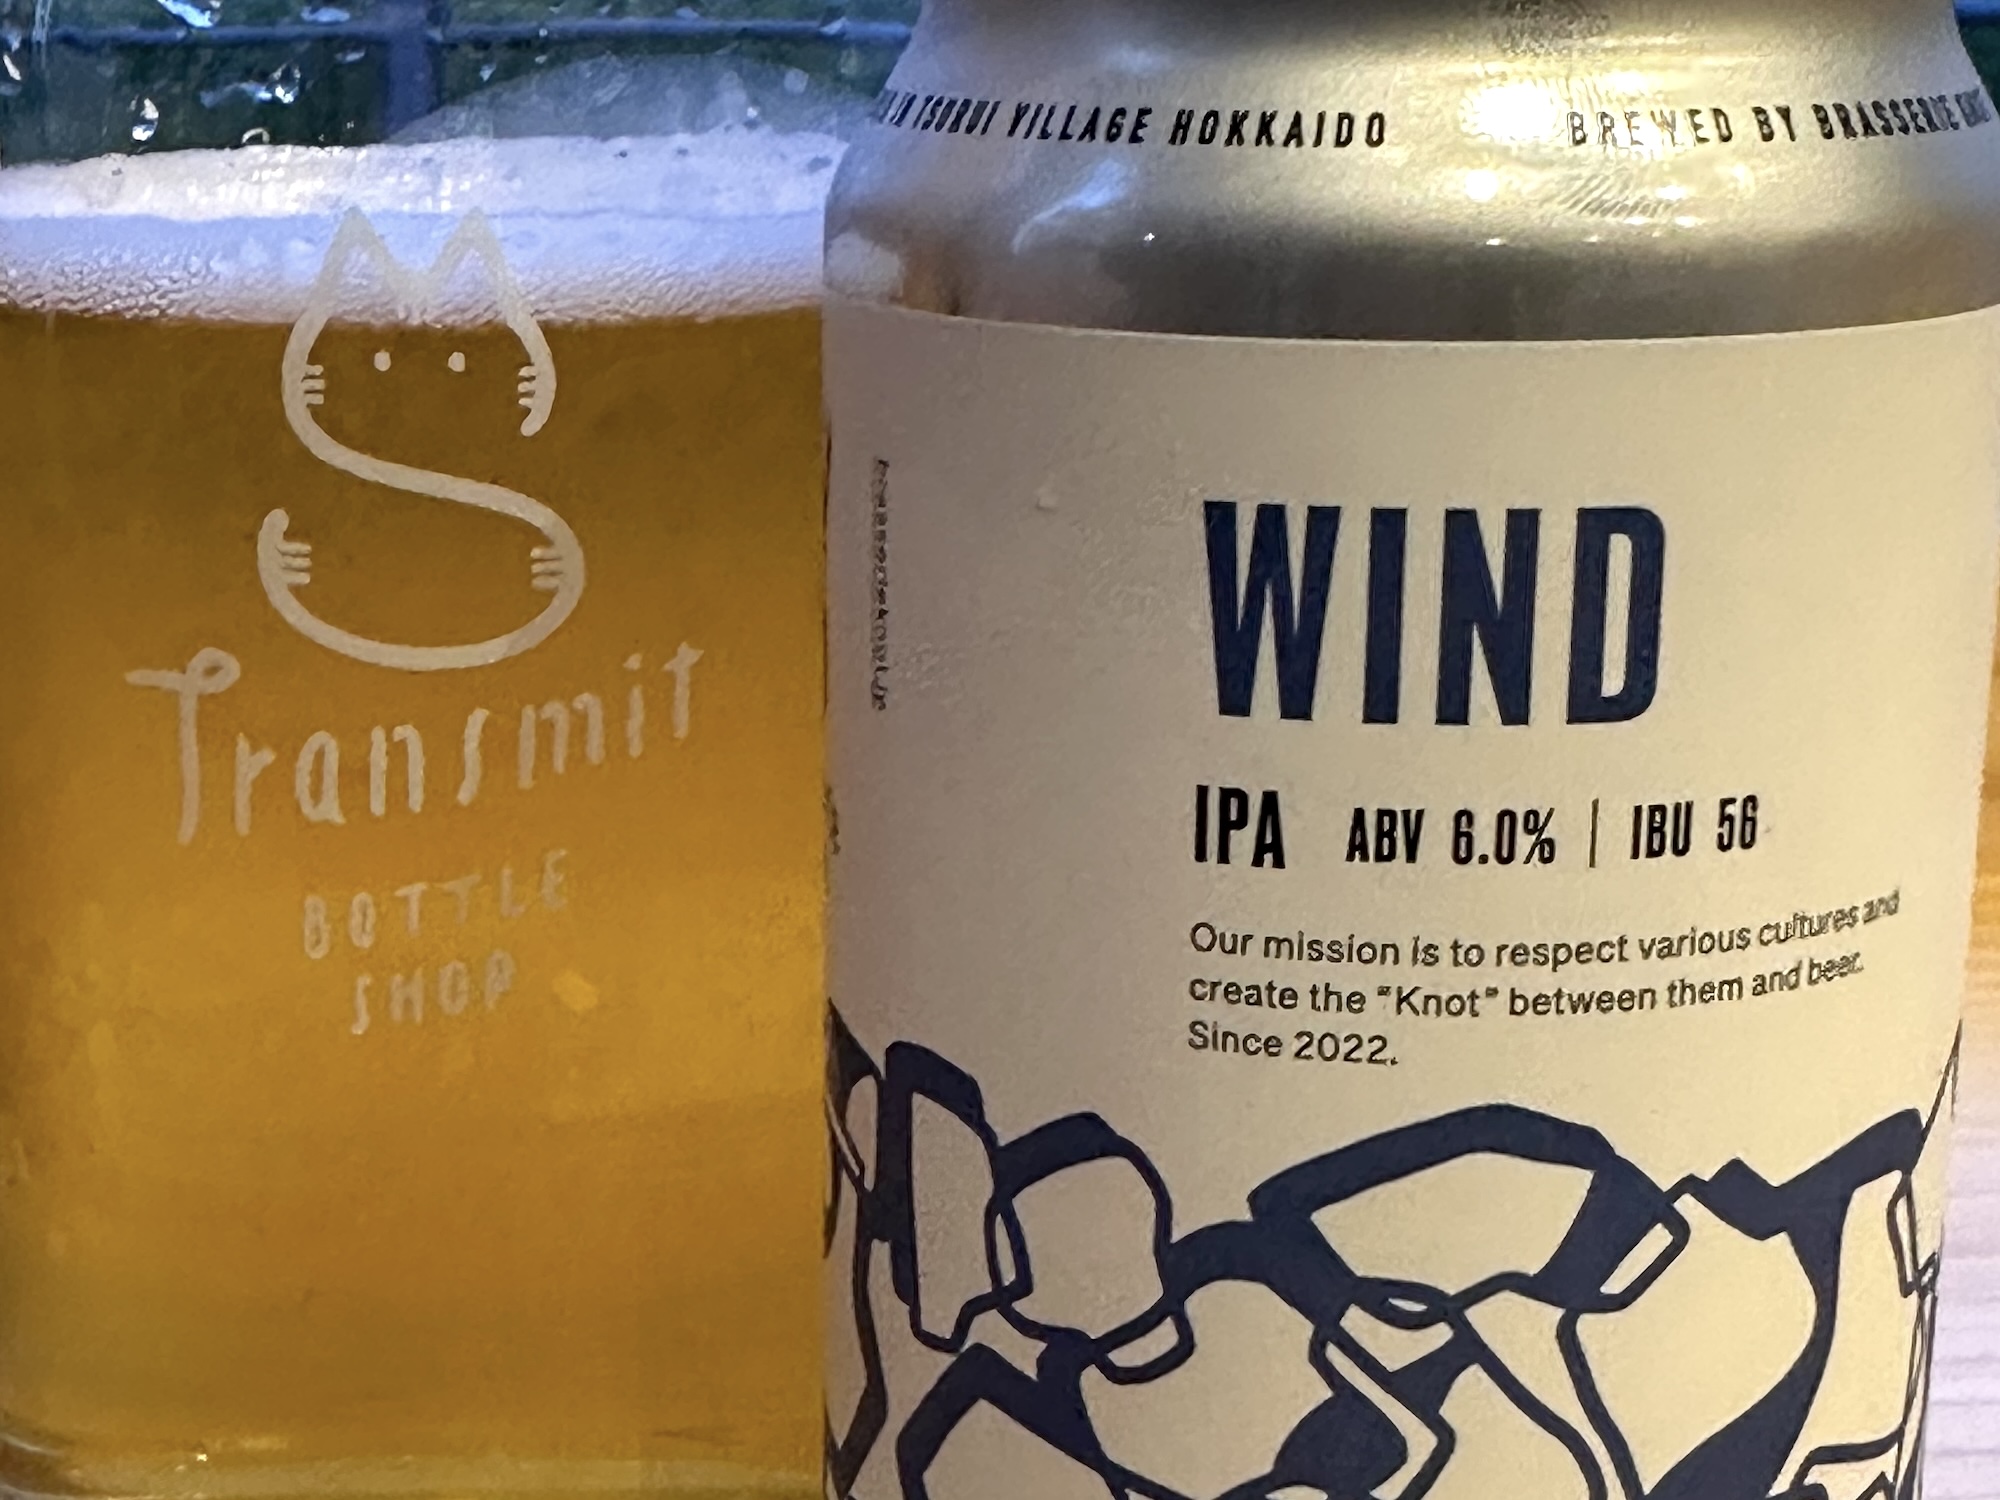 TSURUI VILLAGE HOKKAIDO
BREWED BY BRASSERIE
Transmit
BOTTLE
SHOP
WIND
IPA ABV 6.0% | IBU 56
Our mission is to respect various cultures and
create the "Knot" between them and beer.
Since 2022.